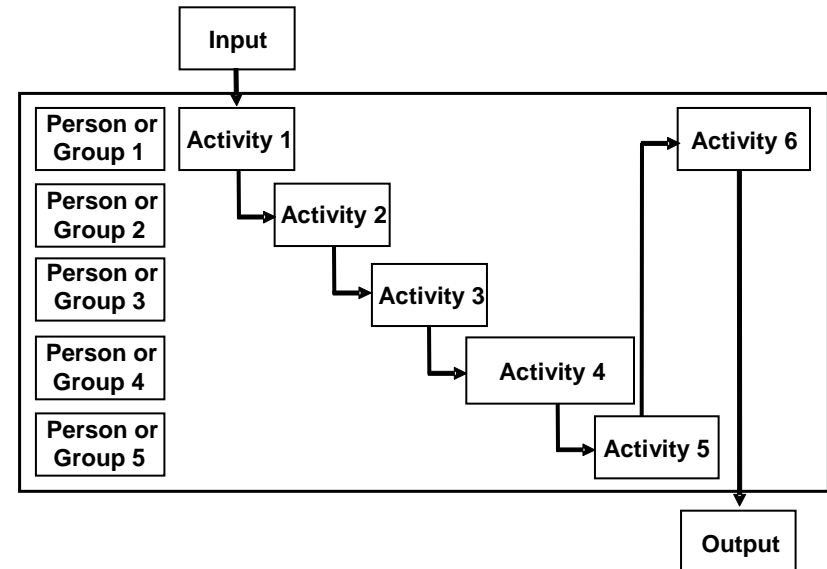 Input
Person or
Group 1
Activity 1
Activity 6
Person or
Group 2
Activity 2
Person or
Group 3
Activity 3
Person or
Group 4
Activity 4
Person or
Group 5
Activity 5
Output